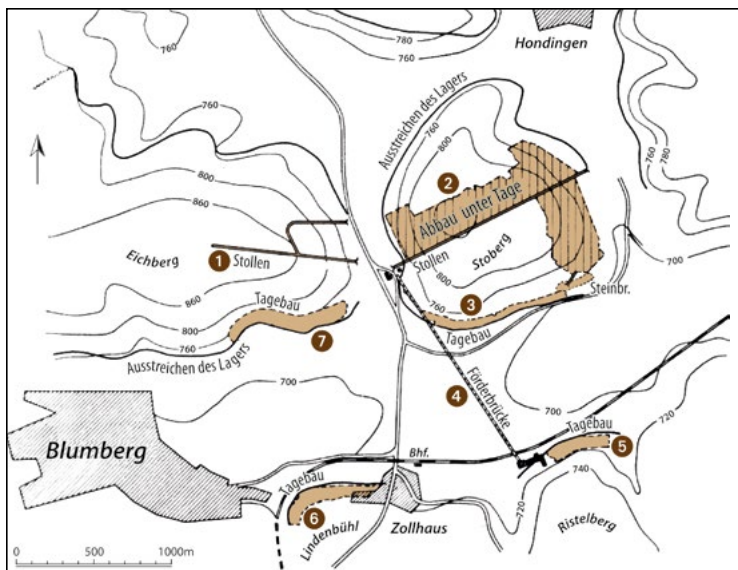 760
780
760
Hondingen
760
760
Ausstreichen des Lagers
760
800
760
780
800
2
Abbau unter Tage
860
1
Stollen
Eichberg
Stollen
Stoberg
700
800
Steinbr.
860
Tagebau
760
3
800
Tagebau
760
7
Ausstreichen des Lagers
700
4
Förderbrücke
700
720
Blumberg
Bhf.
Tagebau
5
Tagebau
740
6
720
Lindenbühl
Zollhaus
Ristelberg
0 500 1000m